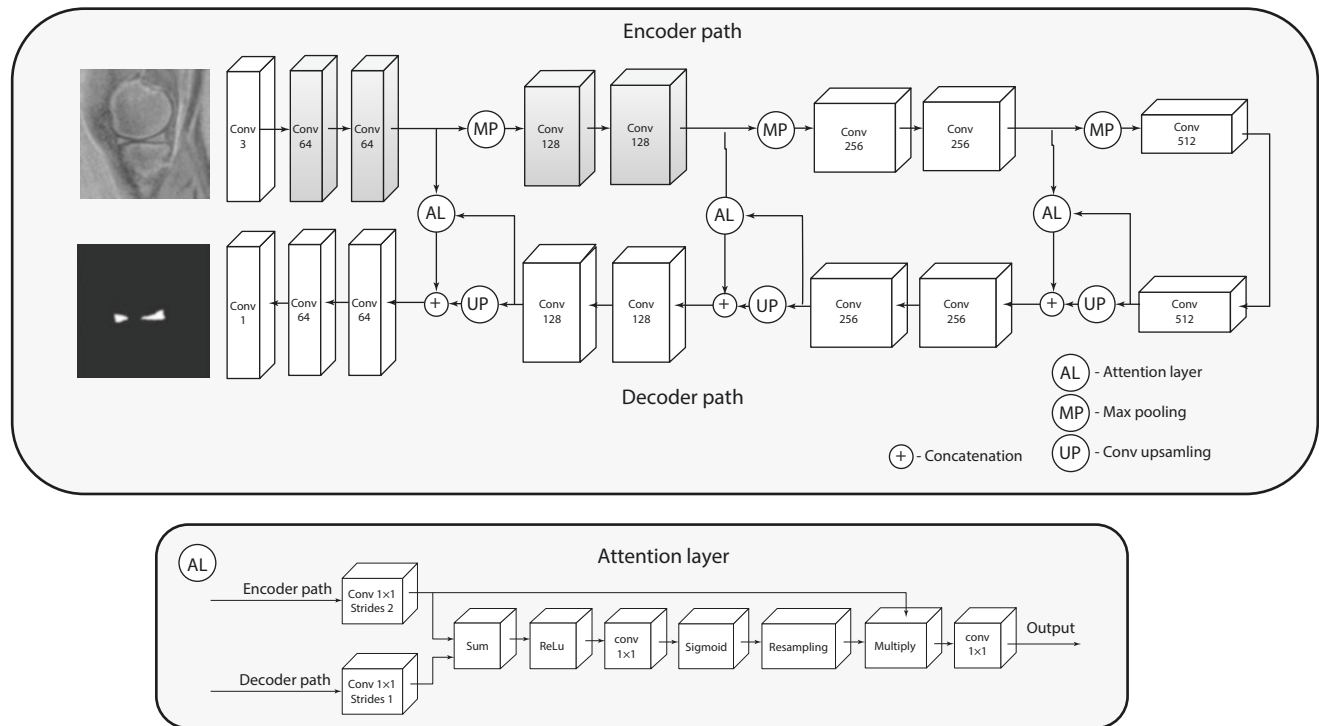 Encoder path
Conv
3
Conv
64
Conv
64
MP
Conv
128
Conv
128
MP
Conv
256
Conv
256
MP
Conv
512
AL
AL
AL
Conv
1
Conv
64
Conv
64
+
UP
Conv
128
Conv
128
+
UP
Conv
256
Conv
256
+
UP
Conv
512
Decoder path
AL - Attention layer
MP - Max pooling
+ - Concatenation
UP - Conv upsamling
AL
Attention layer
Encoder path
Conv 1×1
Strides 2
Decoder path
Conv 1×1
Strides 1
Sum
ReLu
conv
1×1
Sigmoid
Resampling
Multiply
conv
1×1
Output